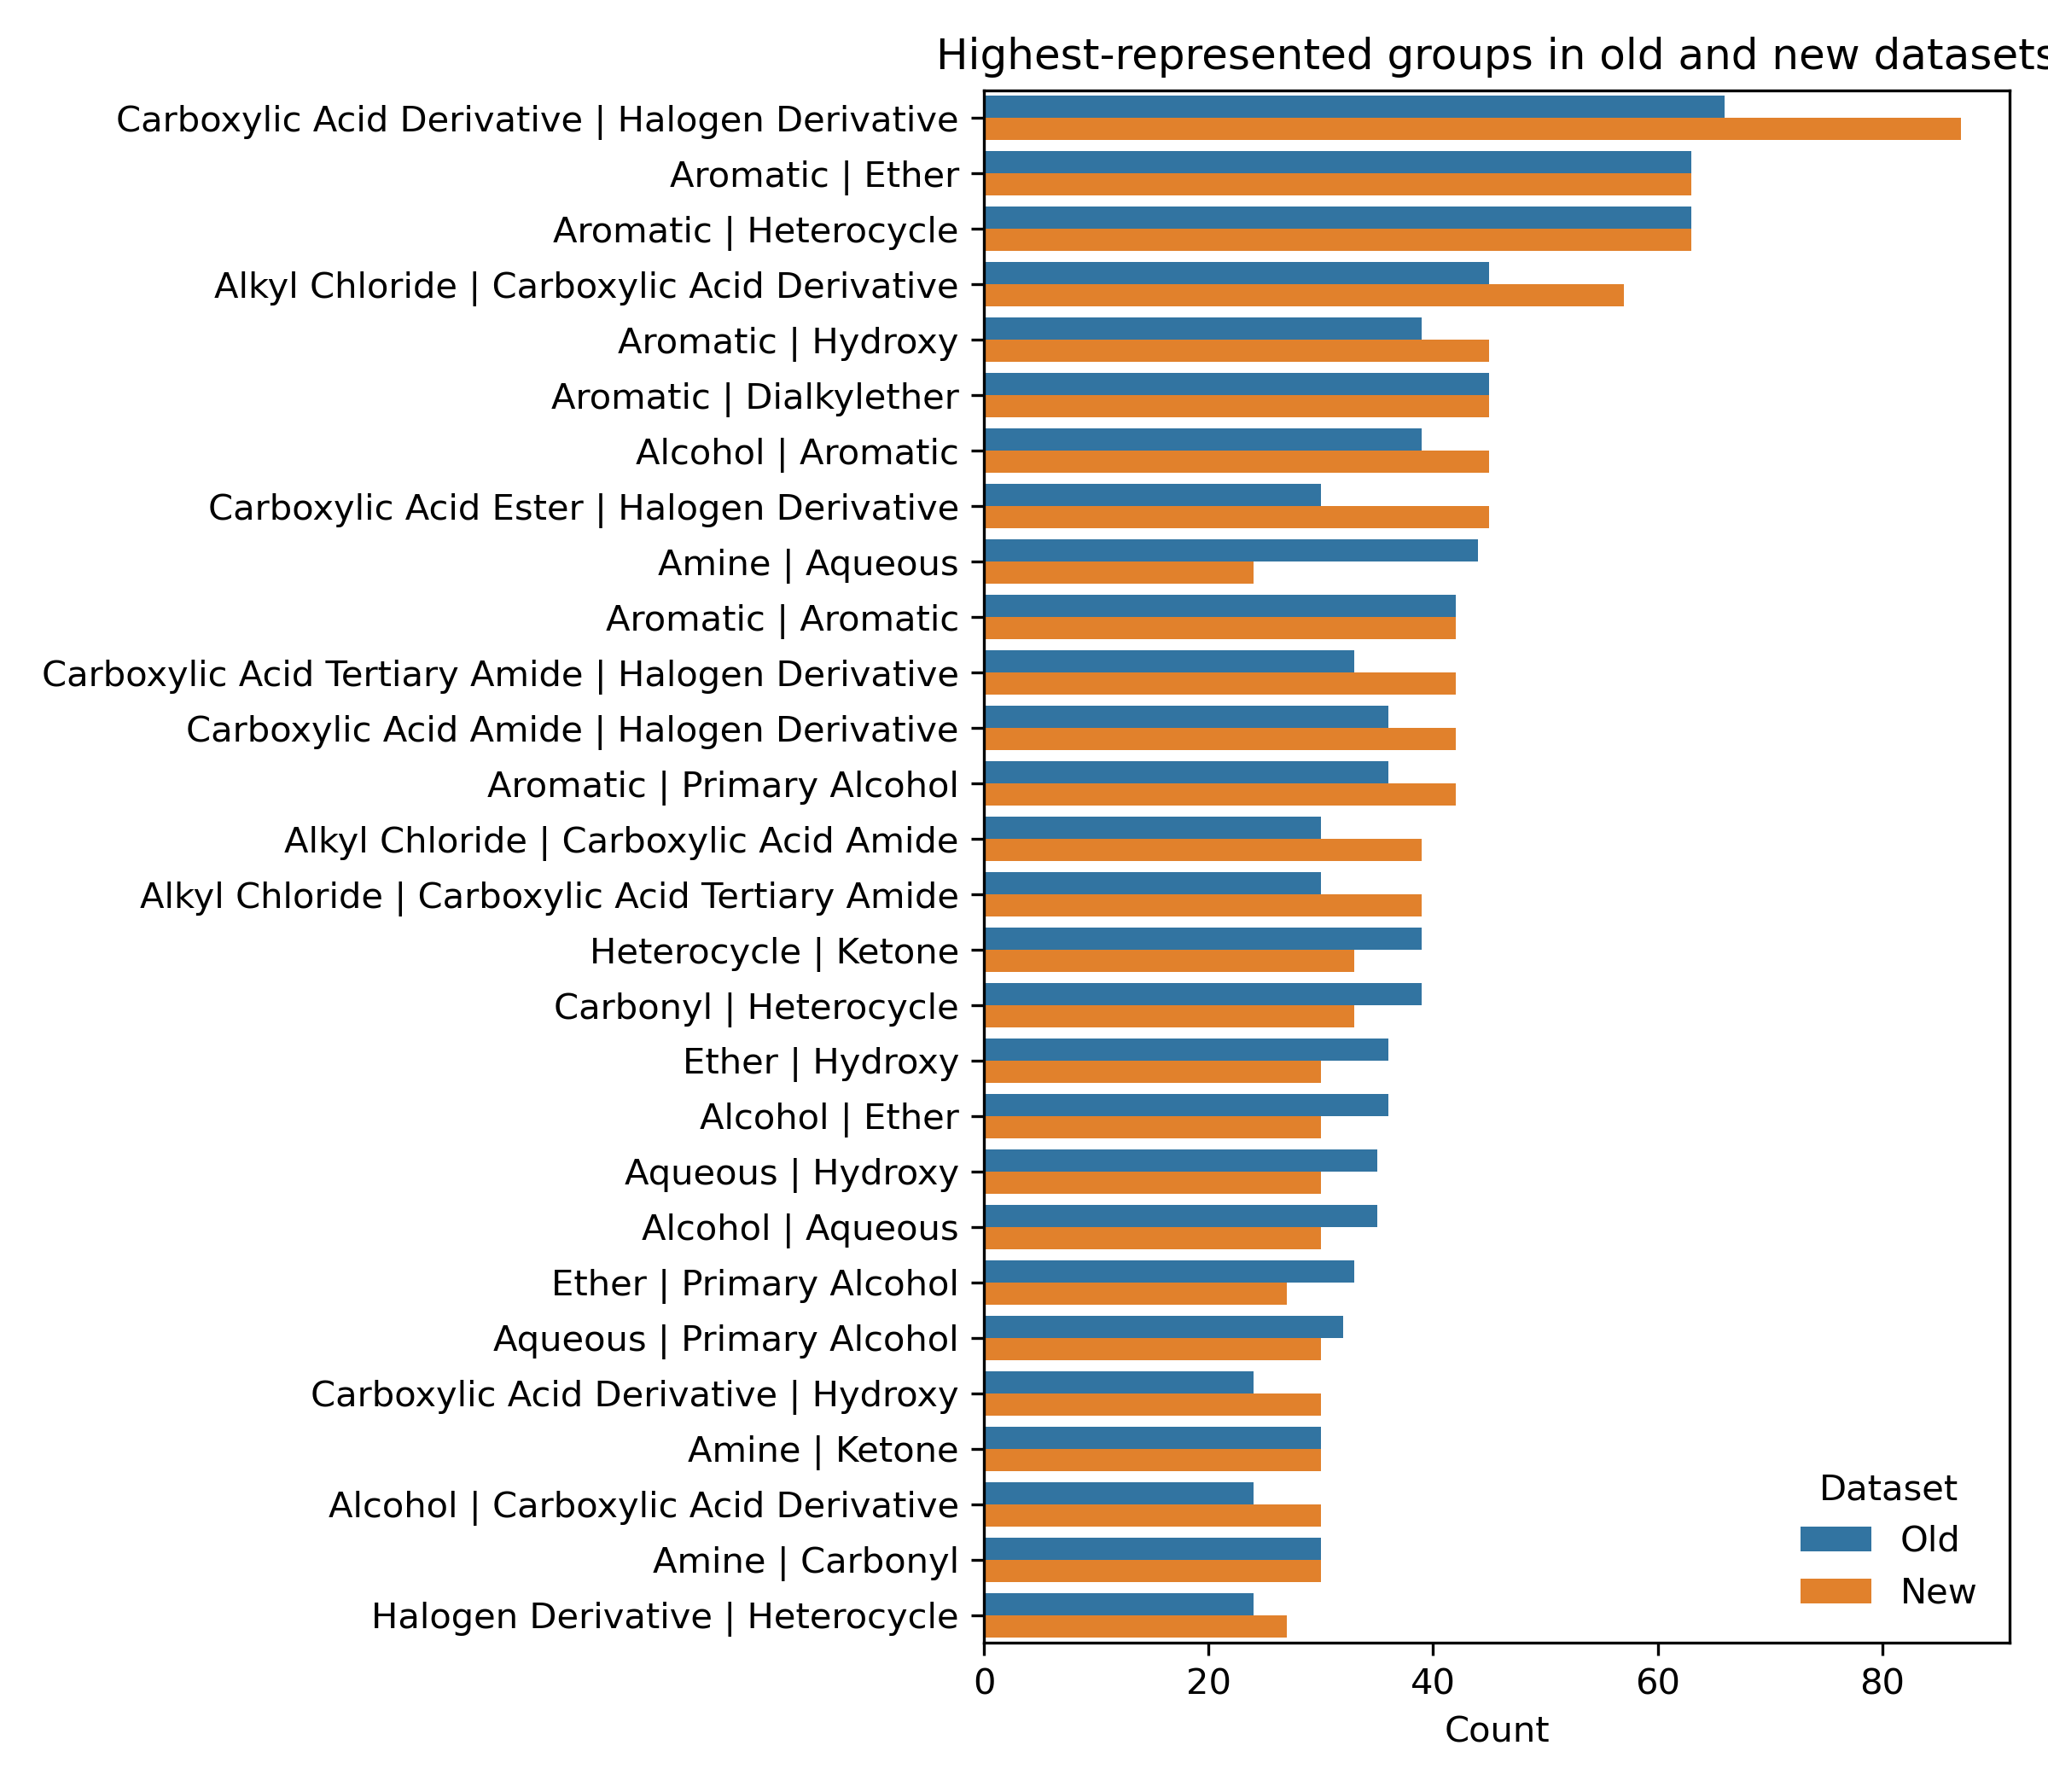 Highest-represented groups in old and new datasets
Carboxylic Acid Derivative | Halogen Derivative
Aromatic | Ether
Aromatic | Heterocycle
Alkyl Chloride | Carboxylic Acid Derivative
Aromatic | Hydroxy
Aromatic | Dialkylether
Alcohol | Aromatic
Carboxylic Acid Ester | Halogen Derivative
Amine | Aqueous
Aromatic | Aromatic
Carboxylic Acid Tertiary Amide | Halogen Derivative
Carboxylic Acid Amide | Halogen Derivative
Aromatic | Primary Alcohol
Alkyl Chloride | Carboxylic Acid Amide
Alkyl Chloride | Carboxylic Acid Tertiary Amide
Heterocycle | Ketone
Carbonyl | Heterocycle
Ether | Hydroxy
Alcohol | Ether
Aqueous | Hydroxy
Alcohol | Aqueous
Ether | Primary Alcohol
Aqueous | Primary Alcohol
Carboxylic Acid Derivative | Hydroxy
Amine | Ketone
Alcohol | Carboxylic Acid Derivative
Amine | Carbonyl
Halogen Derivative | Heterocycle
Dataset
Old
New
0 20 40 60 80
Count